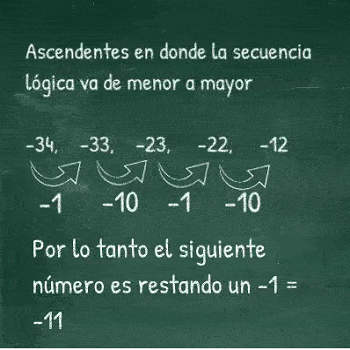 Ascendentes en donde la secuencia
lógica va de menor a mayor
-34, -33, -23, -22, -12
-1 -10 -1 -10
Por lo tanto el siguiente
número es restando un -1 =
-11